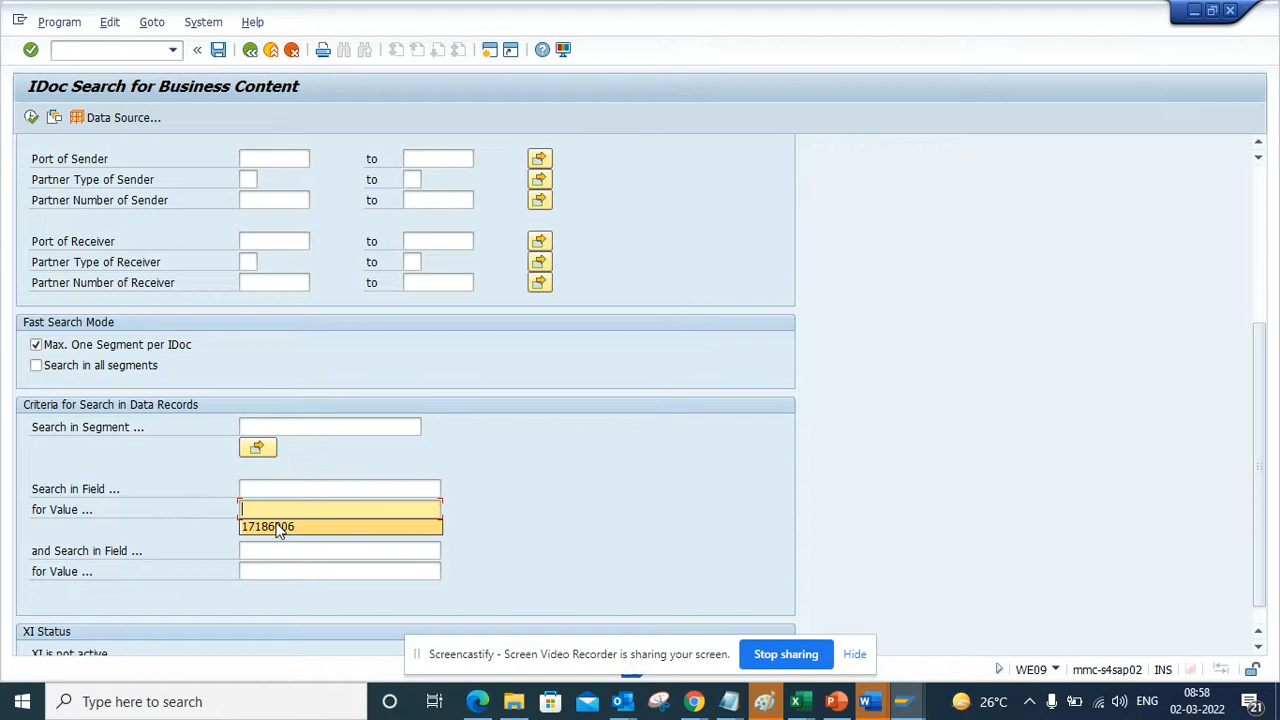 Program Edit Goto System Help
IDoc Search for Business Content
Data Source...
Port of Sender to
Partner Type of Sender to
Partner Number of Sender to
Port of Receiver to
Partner Type of Receiver to
Partner Number of Receiver to
Fast Search Mode
Max. One Segment per IDoc
Search in all segments
Criteria for Search in Data Records
Search in Segment ...
Search in Field ...
for Value ...
and Search in Field ...
for Value ...
XI Status
XI is not active
Screencastify - Screen Video Recorder is sharing your screen. Stop sharing Hide
WE09 mmc-s4sap02 INS
Type here to search
26°C ENG 08:58
02-03-2022
21